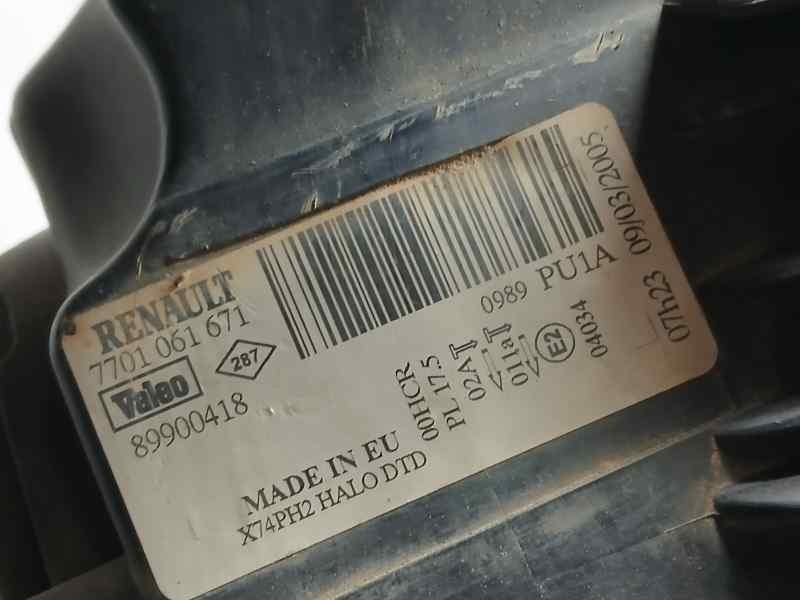 RENAULT
7701 061 671
Valeo
287
89900418
MADE IN EU
X74PH2 HALO DTD
0989 PU1A
00HCR
PL 17.5
02A
011a
E2
04034
07h23 09/03/2005